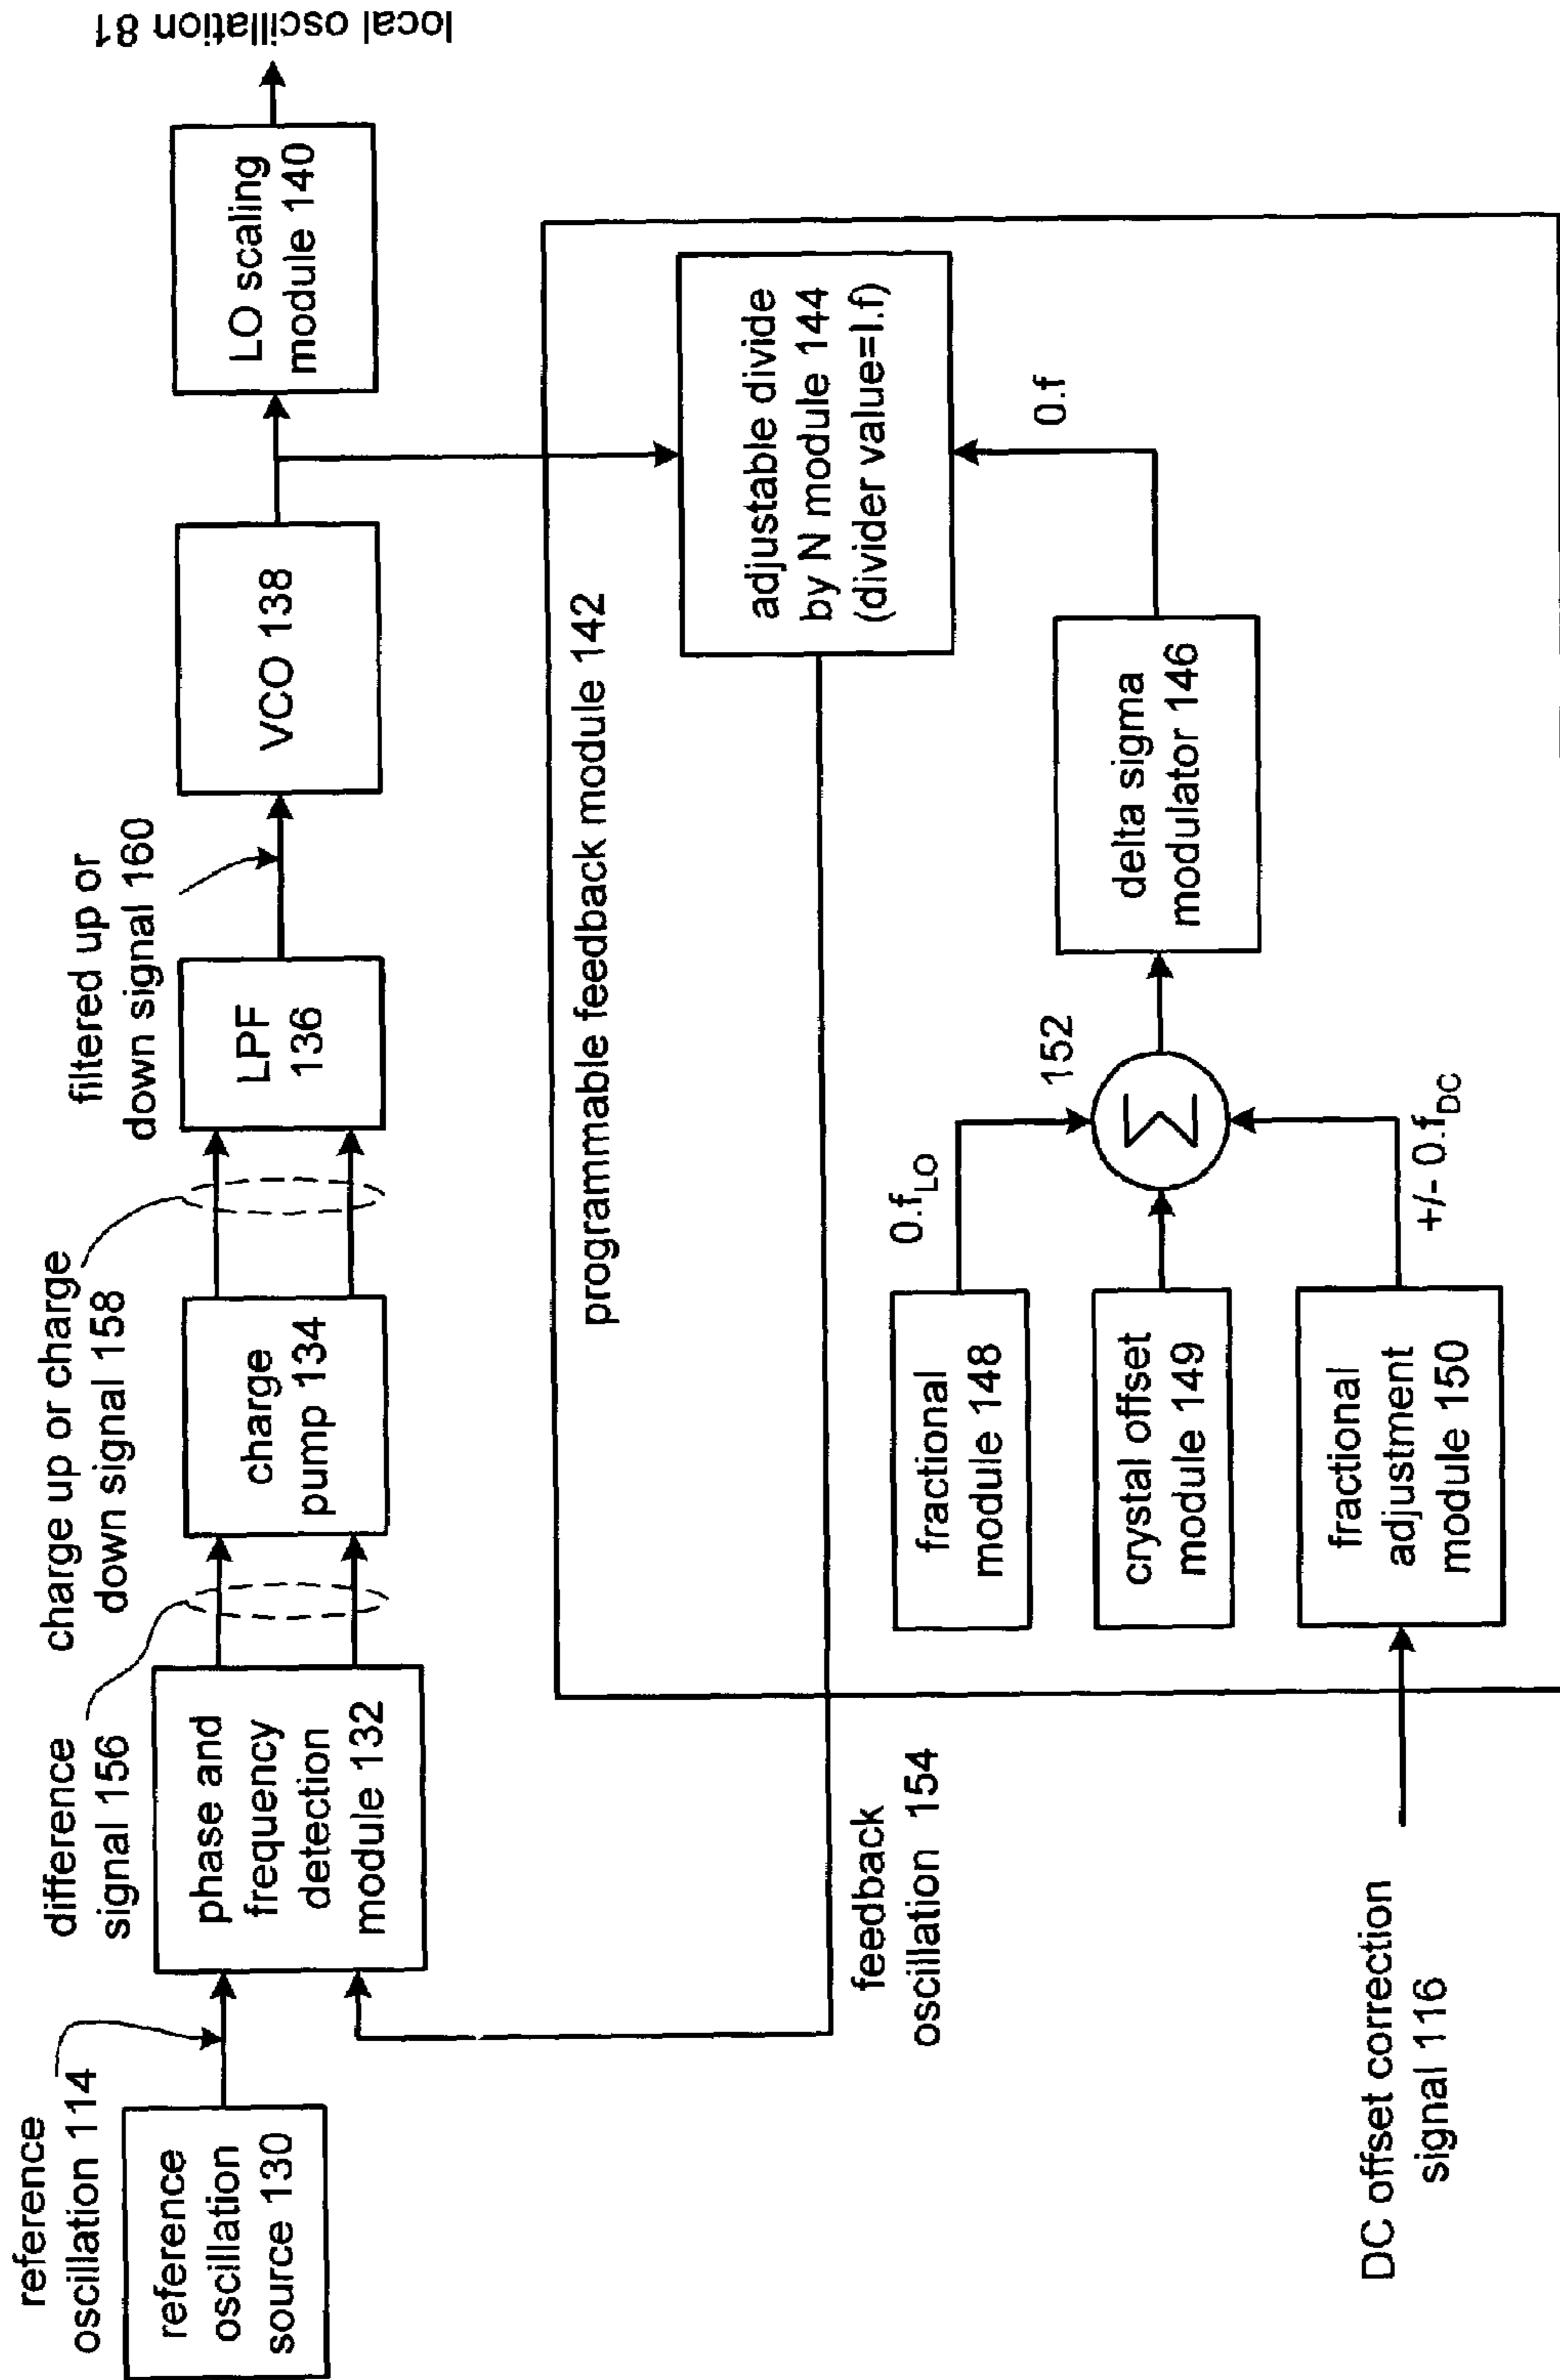 reference
oscillation 114
reference
oscillation
source 130
difference
signal 156
phase and
frequency
detection
module 132
charge up or charge
down signal 158
charge
pump 134
filtered up or
down signal 160
LPF
136
VCO 138
LO scaling
module 140
local oscillation 81
feedback
oscillation 154
programmable feedback module 142
adjustable divide
by N module 144
(divider value=I.f)
0.f
fractional
module 148
0.fLO
crystal offset
module 149
152
Σ
delta sigma
modulator 146
fractional
adjustment
module 150
+/- 0.fDC
DC offset correction
signal 116